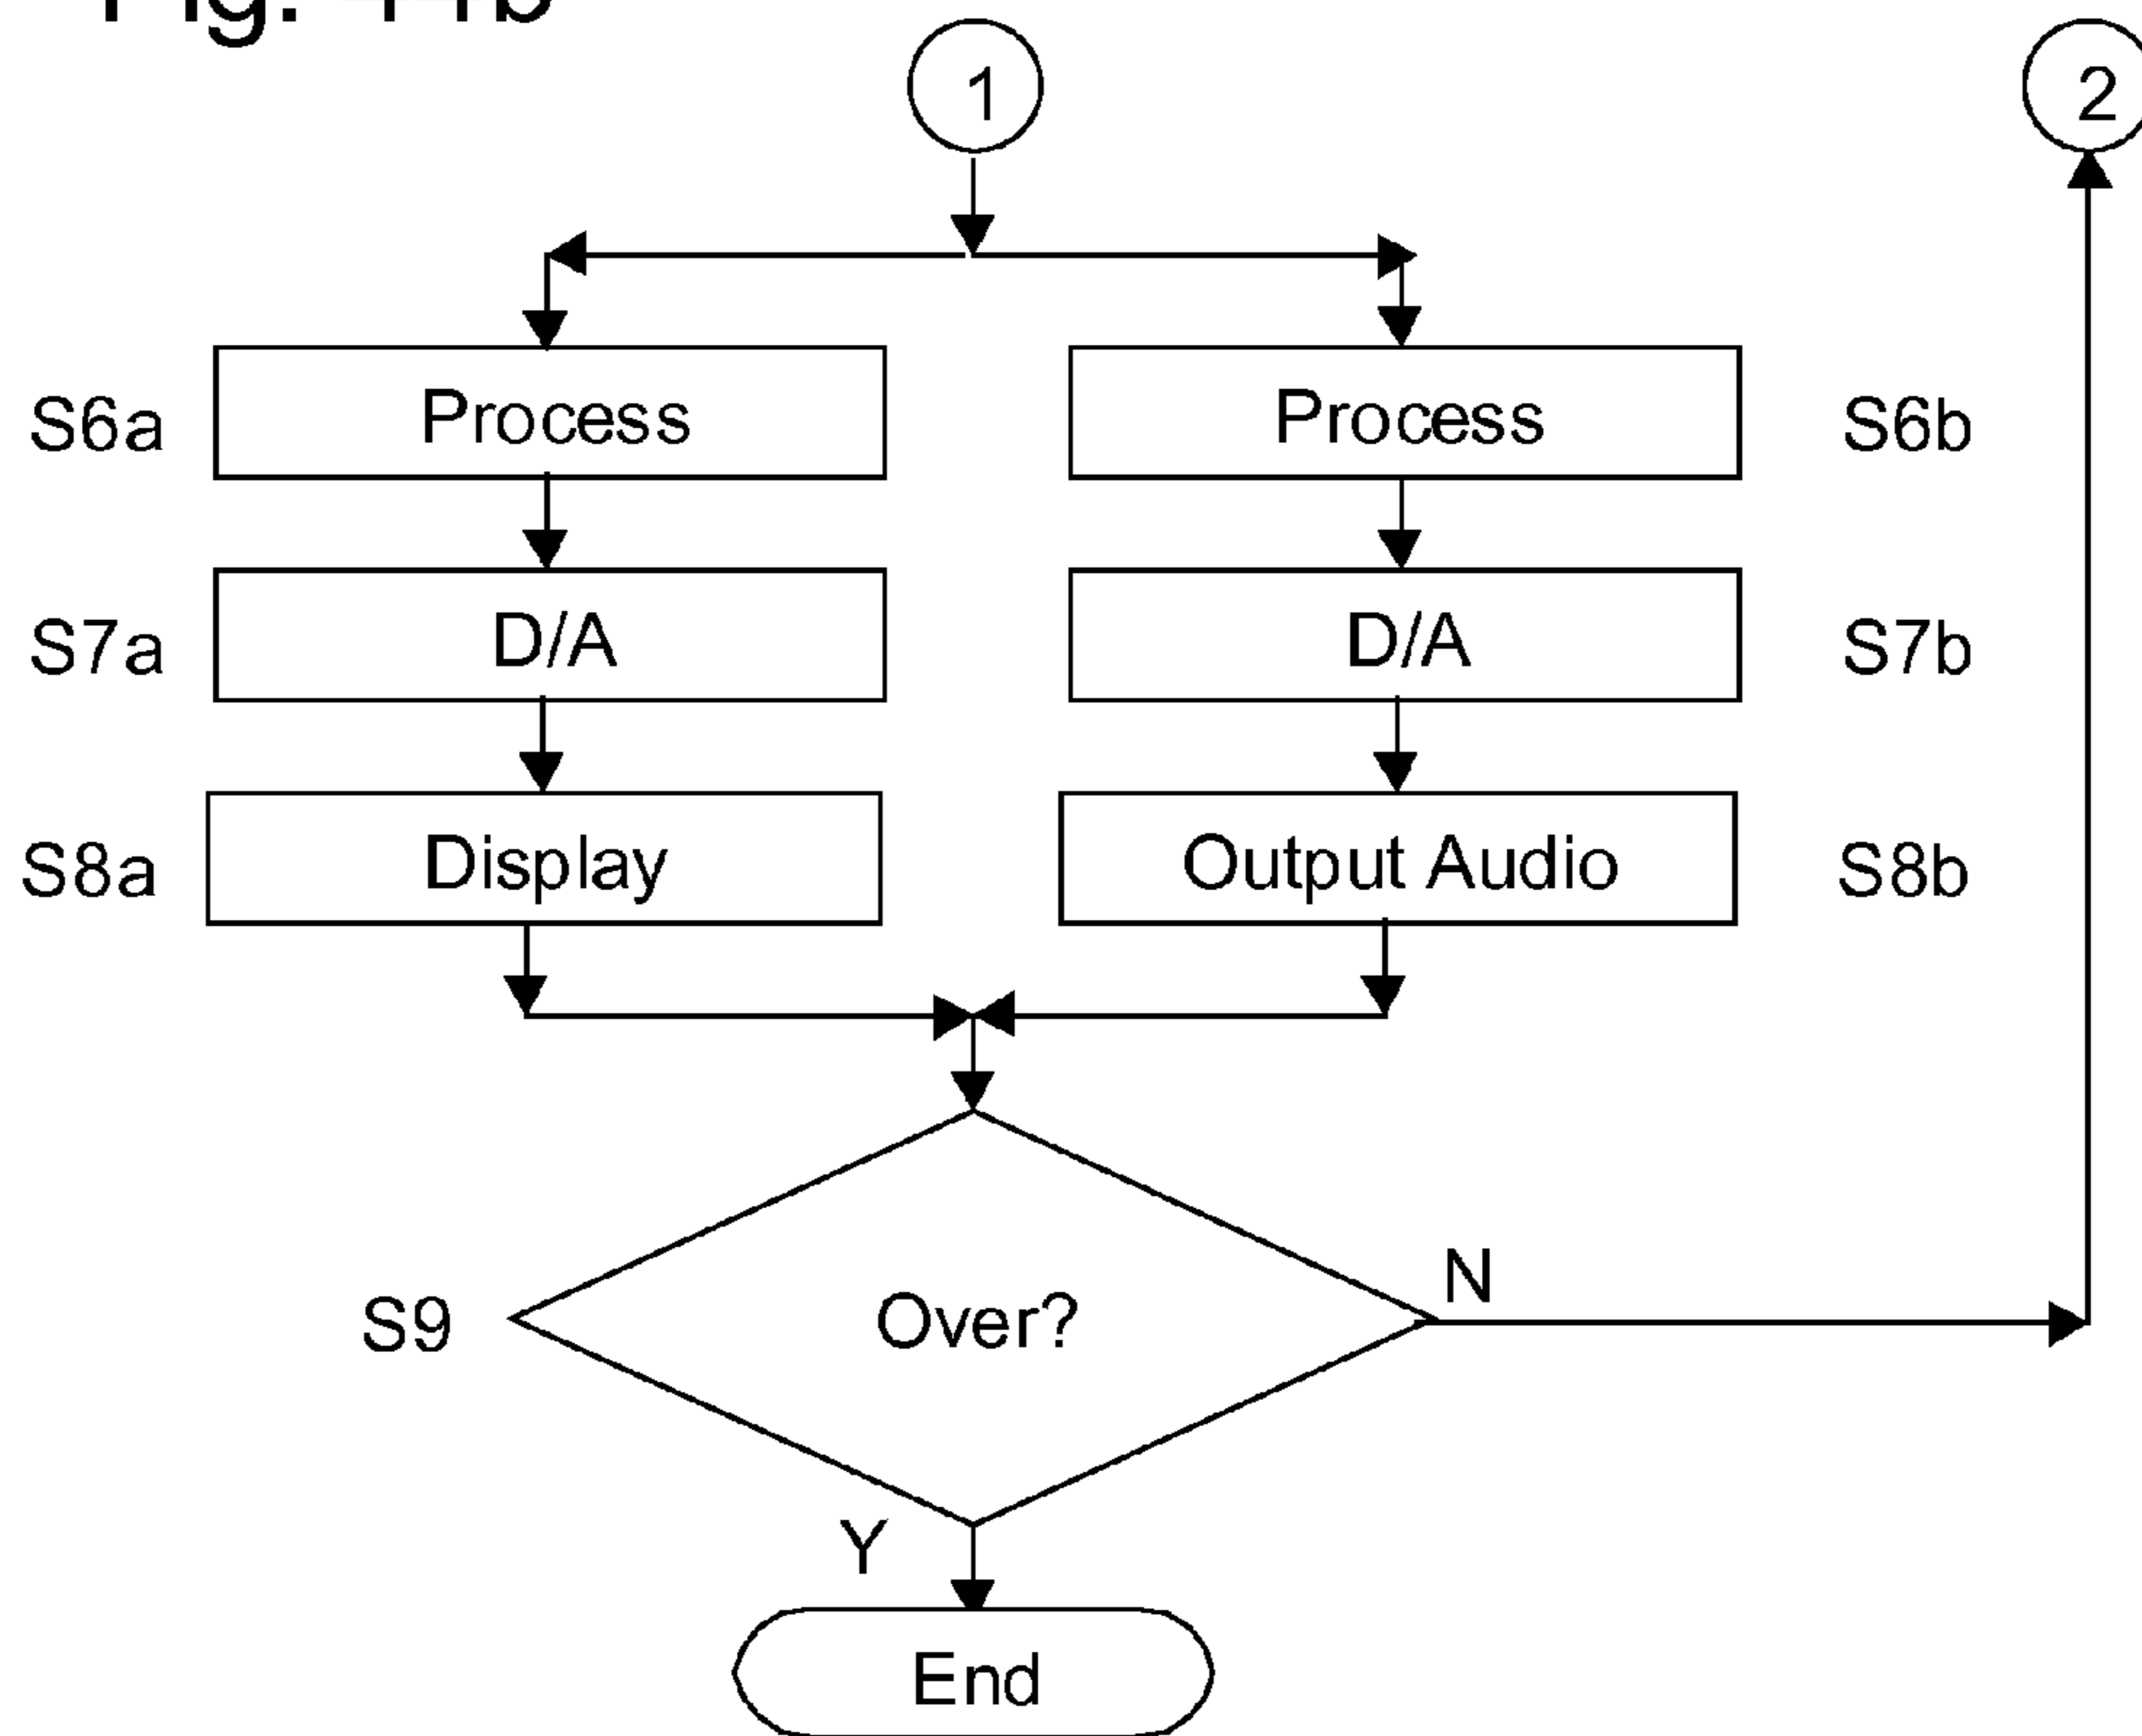 1
2
S6a
Process
Process
S6b
S7a
D/A
D/A
S7b
S8a
Display
Output Audio
S8b
S9
Over?
N
Y
End